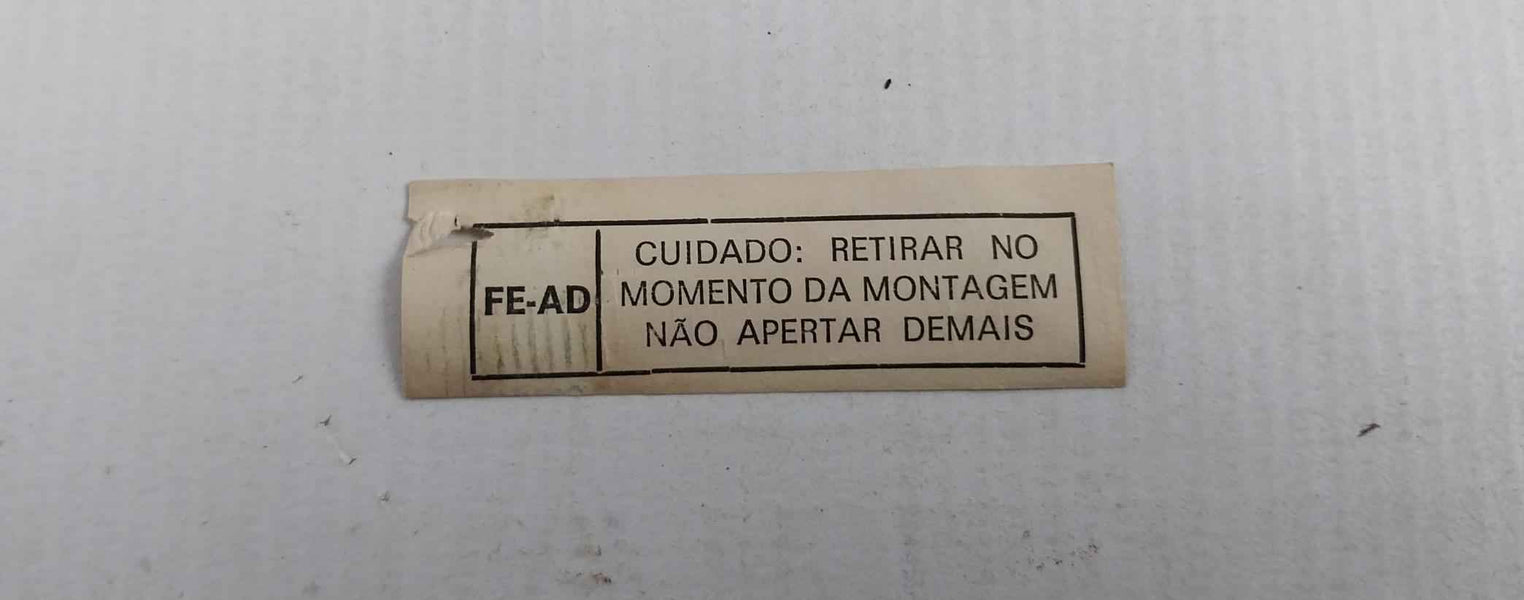 FE-AD
CUIDADO: RETIRAR NO
MOMENTO DA MONTAGEM
NÃO APERTAR DEMAIS